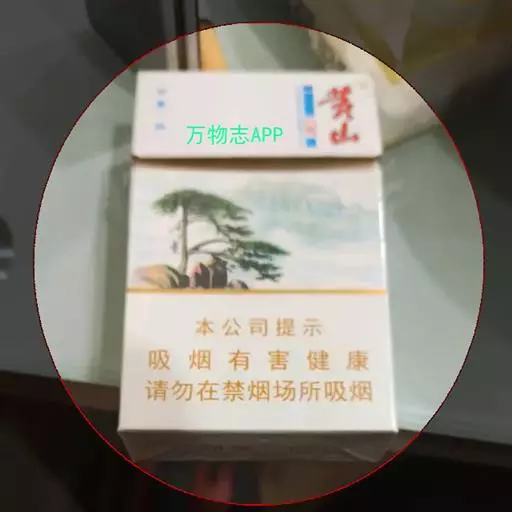 黄山
万物志APP
本公司提示
吸烟有害健康
请勿在禁烟场所吸烟